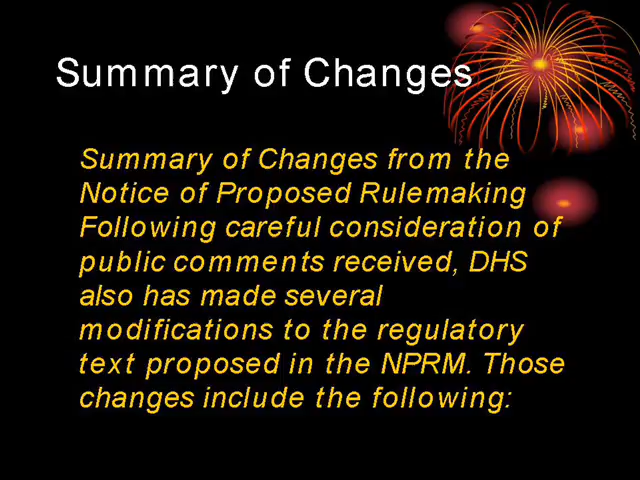 Summary of Changes
Summary of Changes from the
Notice of Proposed Rulemaking
Following careful consideration of
public comments received, DHS
also has made several
modifications to the regulatory
text proposed in the NPRM. Those
changes include the following: